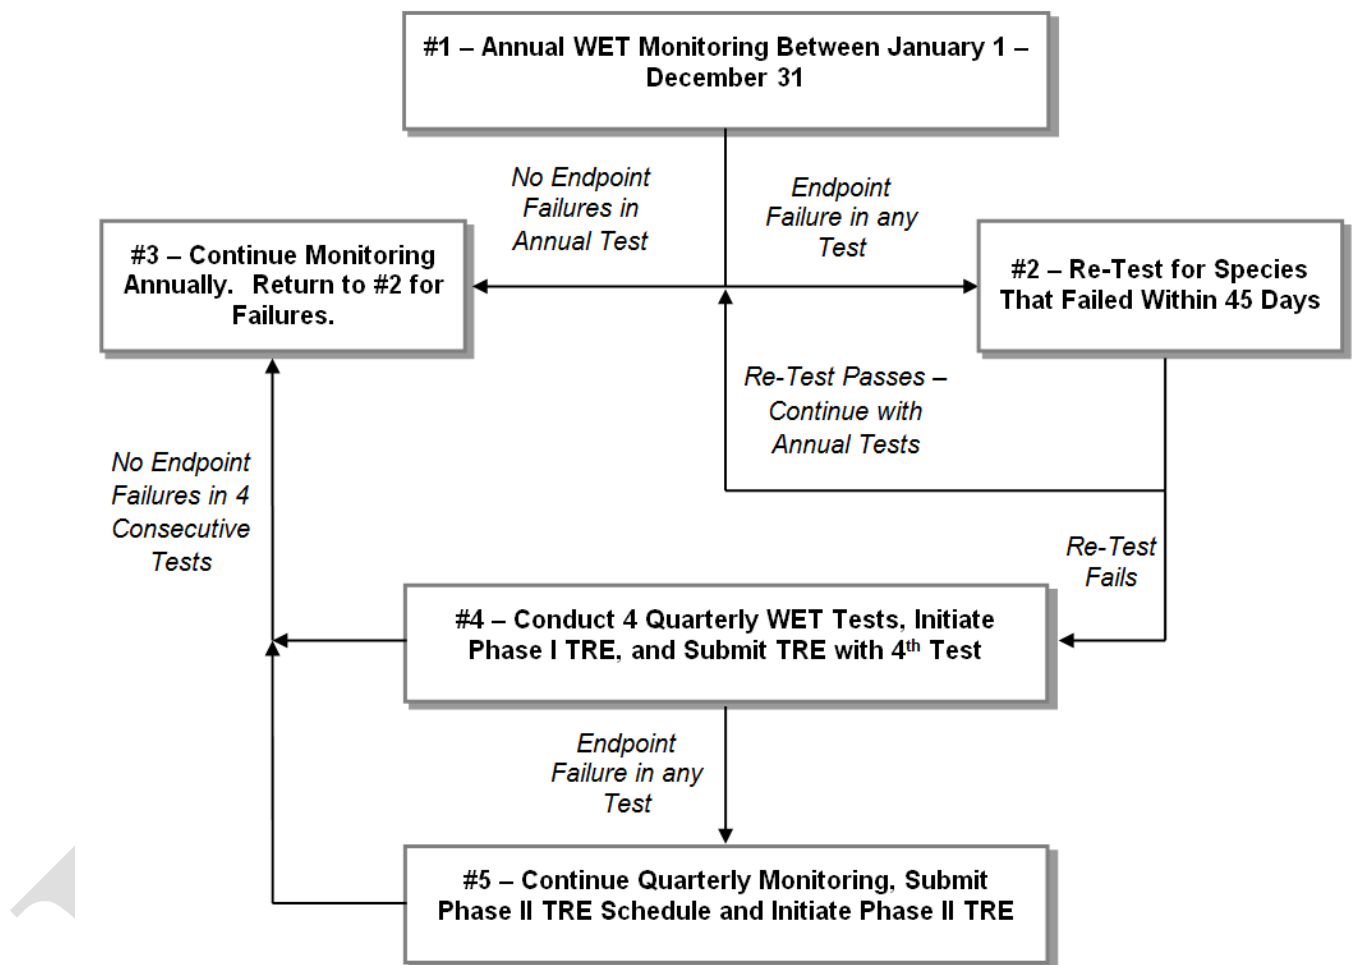 #1 – Annual WET Monitoring Between January 1 –
December 31
No Endpoint
Failures in
Annual Test
Endpoint
Failure in any
Test
#3 – Continue Monitoring
Annually.  Return to #2 for
Failures.
#2 – Re-Test for Species
That Failed Within 45 Days
Re-Test Passes –
Continue with
Annual Tests
No Endpoint
Failures in 4
Consecutive
Tests
Re-Test
Fails
#4 – Conduct 4 Quarterly WET Tests, Initiate
Phase I TRE, and Submit TRE with 4th Test
Endpoint
Failure in any
Test
#5 – Continue Quarterly Monitoring, Submit
Phase II TRE Schedule and Initiate Phase II TRE